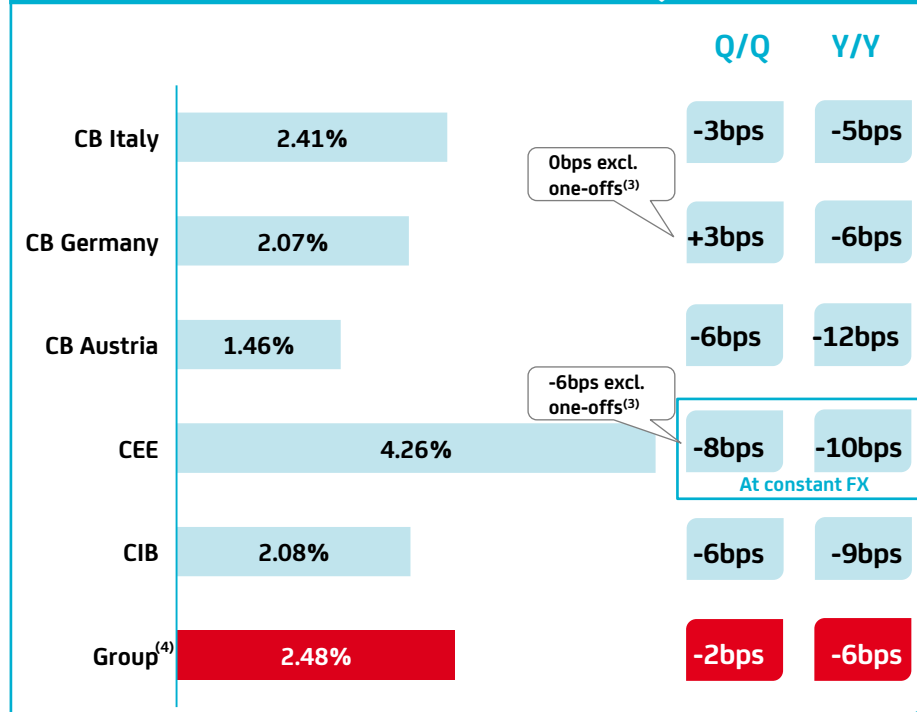 Q/Q Y/Y
CB Italy 2.41% -3bps -5bps
0bps excl.
one-offs(3)
CB Germany 2.07% +3bps -6bps
CB Austria 1.46% -6bps -12bps
-6bps excl.
one-offs(3)
CEE 4.26% -8bps -10bps
At constant FX
CIB 2.08% -6bps -9bps
Group(4) 2.48% -2bps -6bps